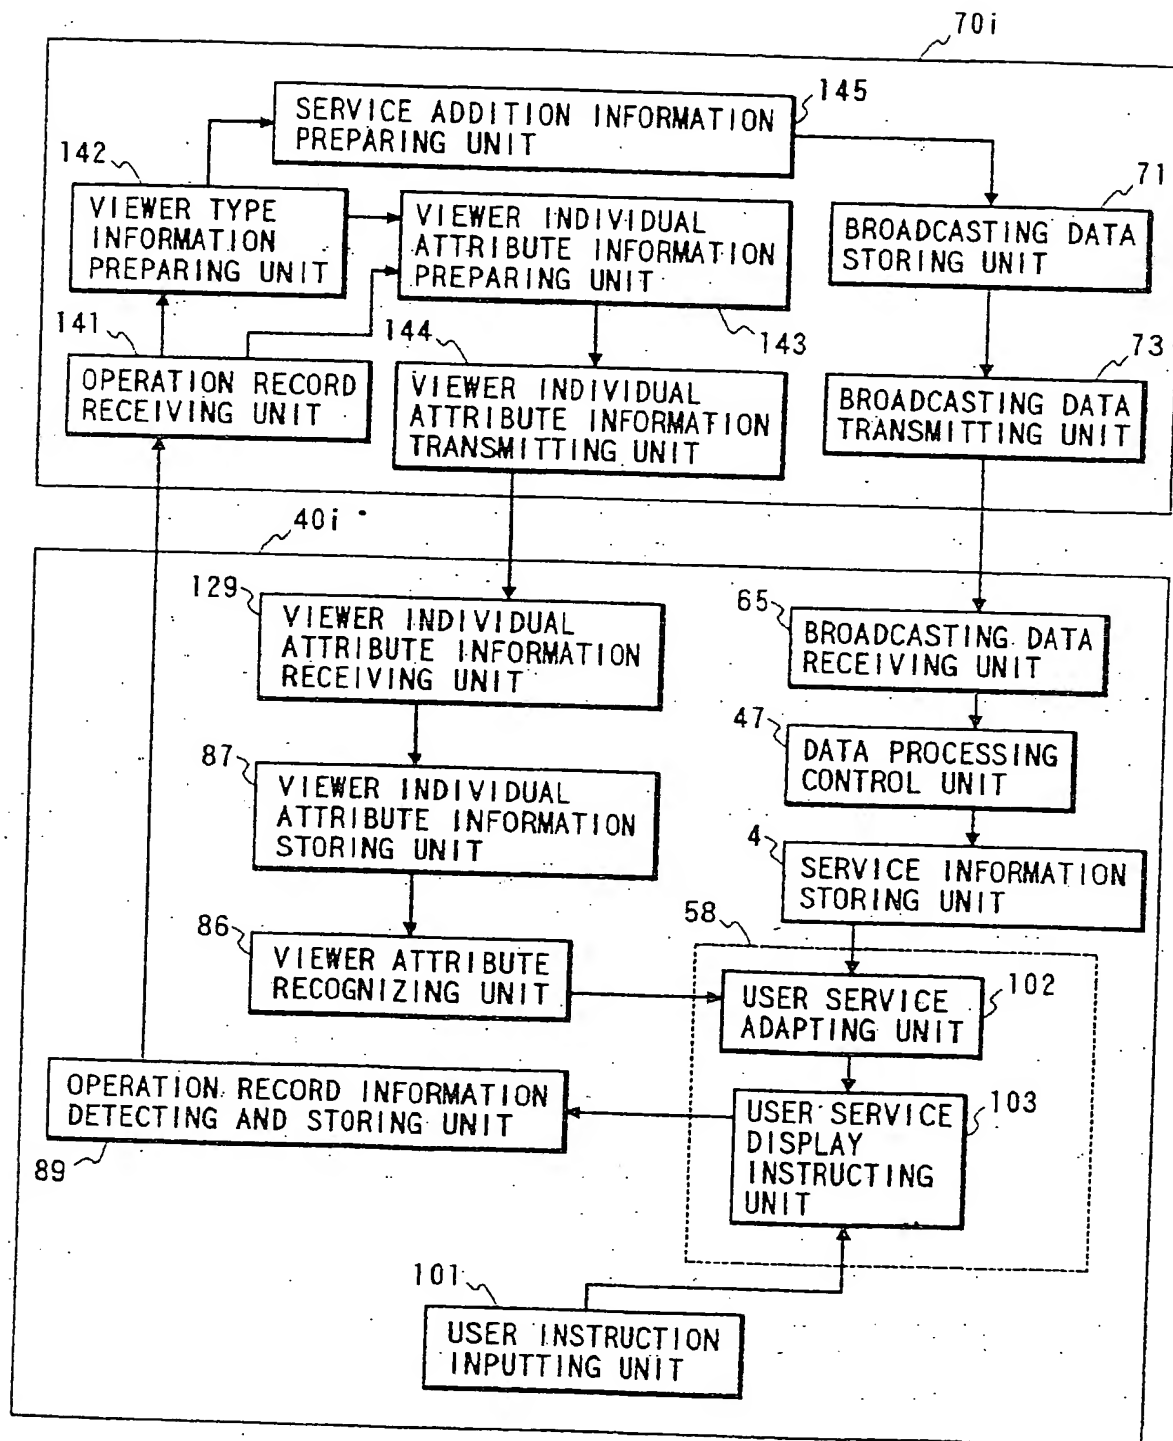 70i
SERVICE ADDITION INFORMATION
PREPARING UNIT
145
142
VIEWER TYPE
INFORMATION
PREPARING UNIT
VIEWER INDIVIDUAL
ATTRIBUTE INFORMATION
PREPARING UNIT
143
71
BROADCASTING DATA
STORING UNIT
141
OPERATION RECORD
RECEIVING UNIT
144
VIEWER INDIVIDUAL
ATTRIBUTE INFORMATION
TRANSMITTING UNIT
73
BROADCASTING DATA
TRANSMITTING UNIT
40i
129
VIEWER INDIVIDUAL
ATTRIBUTE INFORMATION
RECEIVING UNIT
65
BROADCASTING DATA
RECEIVING UNIT
87
VIEWER INDIVIDUAL
ATTRIBUTE INFORMATION
STORING UNIT
47
DATA PROCESSING
CONTROL UNIT
4
SERVICE INFORMATION
STORING UNIT
58
86
VIEWER ATTRIBUTE
RECOGNIZING UNIT
USER SERVICE
ADAPTING UNIT
102
OPERATION RECORD INFORMATION
DETECTING AND STORING UNIT
89
USER SERVICE
DISPLAY
INSTRUCTING
UNIT
103
101
USER INSTRUCTION
INPUTTING UNIT